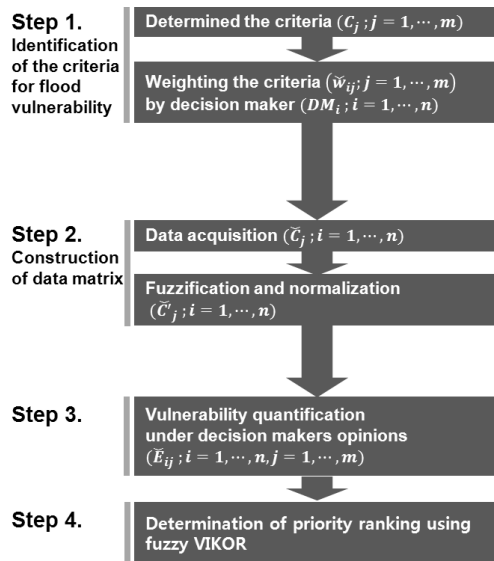 Step 1.
Identification
of the criteria
for flood
vulnerability
Determined the criteria (C_j ; j = 1, ⋯, m)
Weighting the criteria (w̆_ij; j = 1, ⋯, m)
by decision maker (DM_i ; i = 1, ⋯, n)
Step 2.
Construction
of data matrix
Data acquisition (C̆_j ; i = 1, ⋯, n)
Fuzzification and normalization
(C̆'_j ; i = 1, ⋯, n)
Step 3.
Vulnerability quantification
under decision makers opinions
(Ĕ_ij ; i = 1, ⋯, n, j = 1, ⋯, m)
Step 4.
Determination of priority ranking using
fuzzy VIKOR